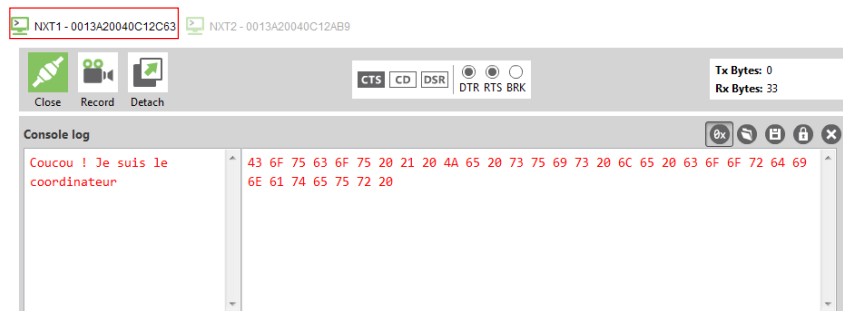 NXT1 - 0013A20040C12C63 NXT2 - 0013A20040C12AB9
Close Record Detach
CTS CD DSR DTR RTS BRK
Tx Bytes: 0
Rx Bytes: 33
Console log
0x
Coucou ! Je suis le
coordinateur
43 6F 75 63 6F 75 20 21 20 4A 65 20 73 75 69 73 20 6C 65 20 63 6F 6F 72 64 69
6E 61 74 65 75 72 20